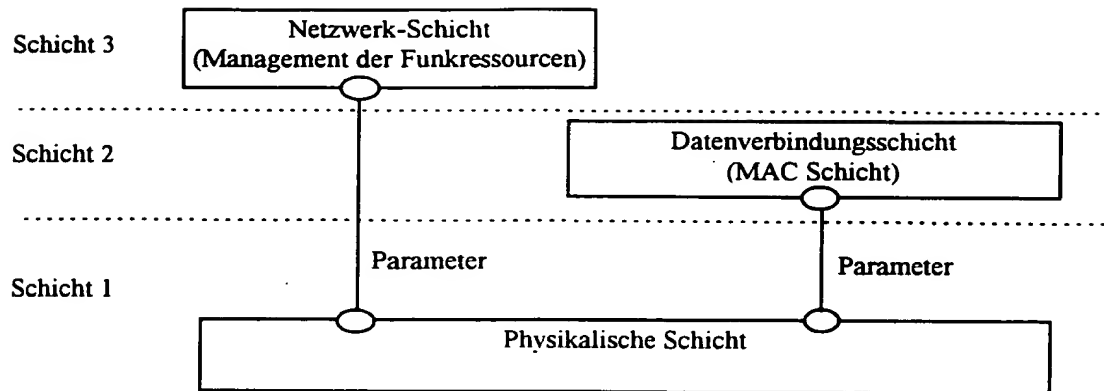 Schicht 3
Netzwerk-Schicht
(Management der Funkressourcen)
Schicht 2
Datenverbindungsschicht
(MAC Schicht)
Parameter
Parameter
Schicht 1
Physikalische Schicht